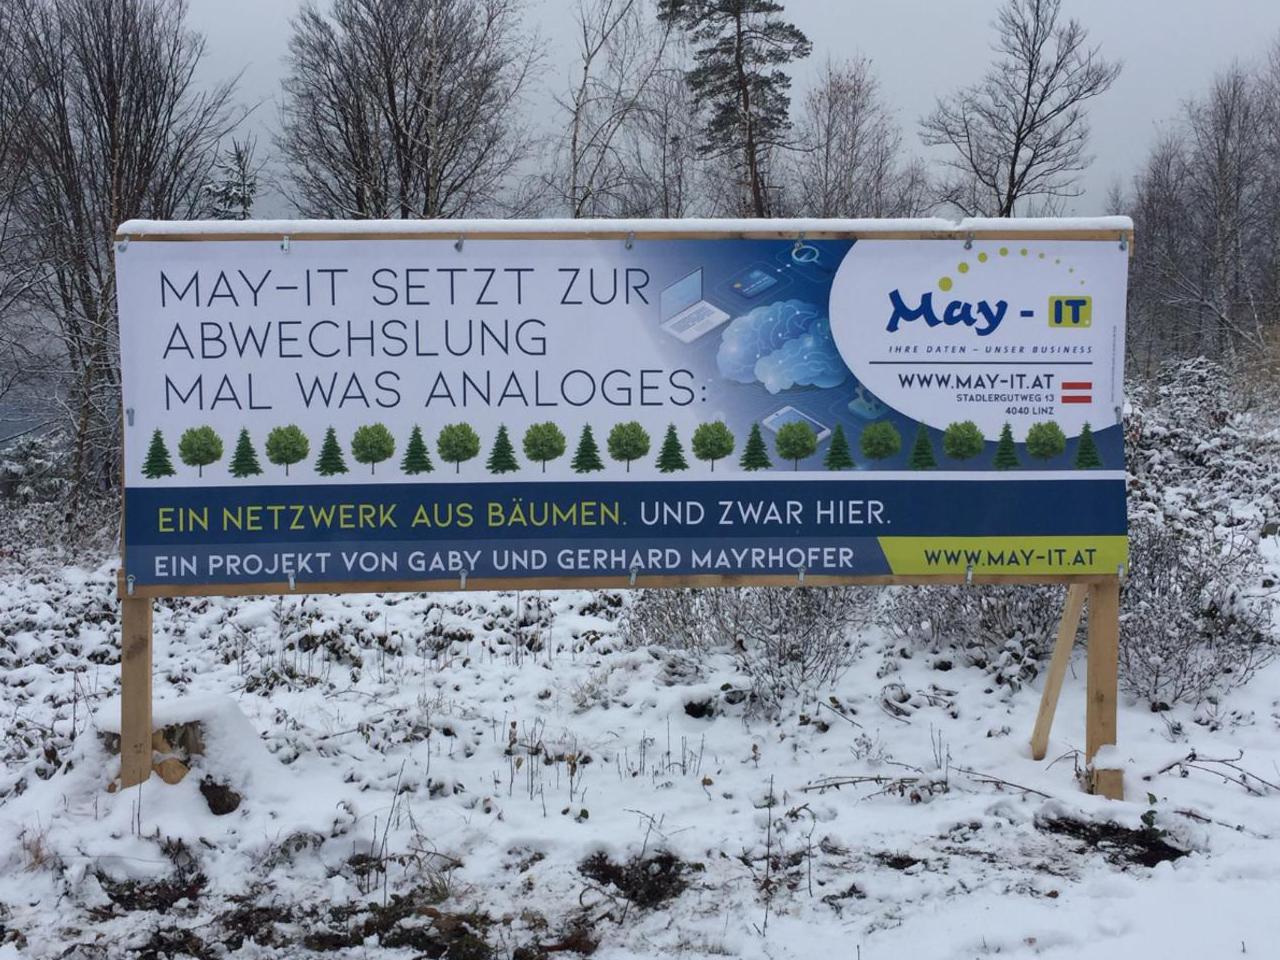 MAY-IT SETZT ZUR
ABWECHSLUNG
MAL WAS ANALOGES:
May - IT
IHRE DATEN - UNSER BUSINESS
WWW.MAY-IT.AT
STADLERGUTWEG 13
4040 LINZ
EIN NETZWERK AUS BÄUMEN. UND ZWAR HIER.
EIN PROJEKT VON GABY UND GERHARD MAYRHOFER
WWW.MAY-IT.AT